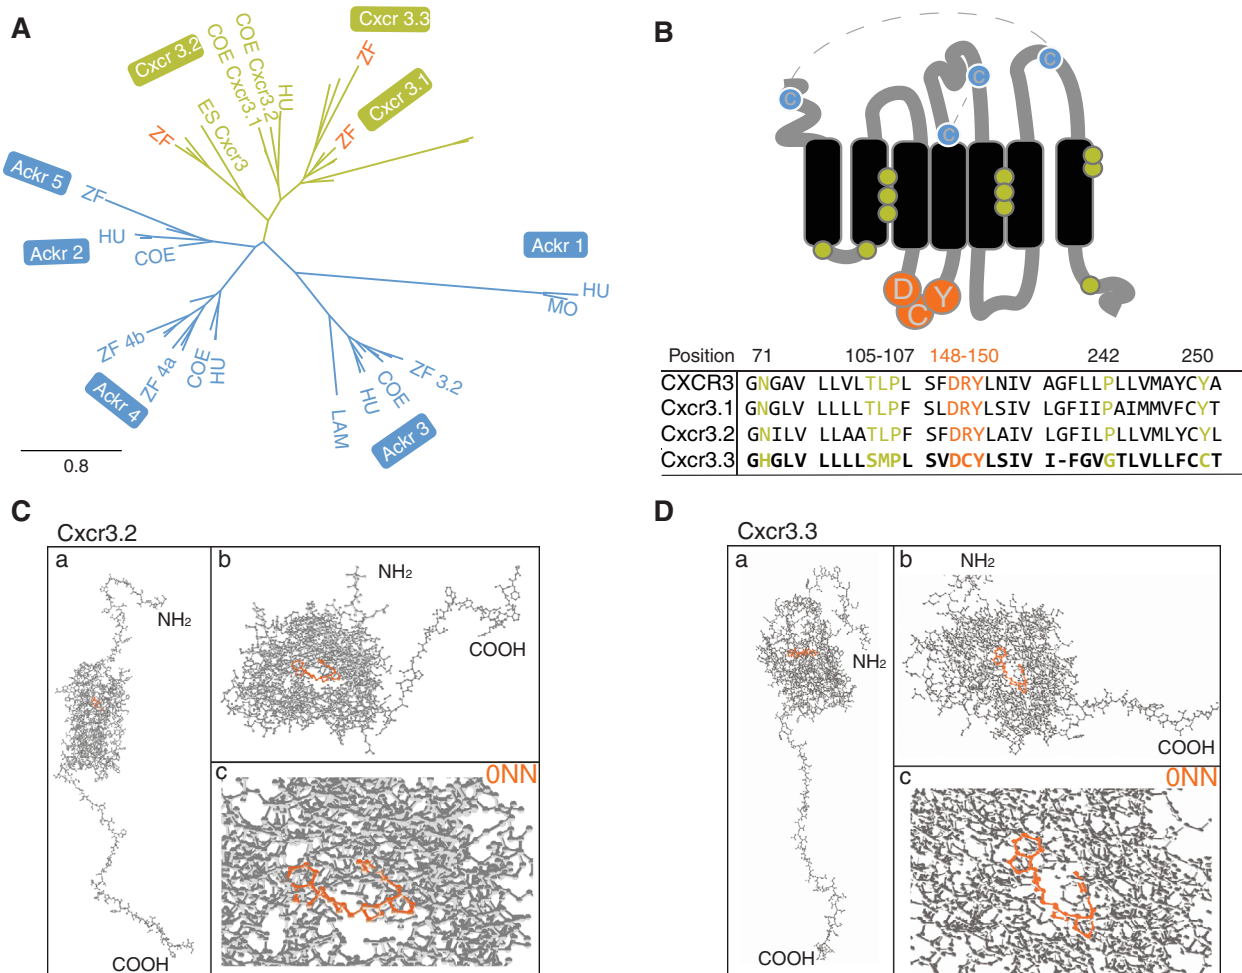 A
Cxcr 3.3
Cxcr 3.2
COE Cxcr3.2
COE Cxcr3.1
HU
ZF
Cxcr 3.1
ES Cxcr3
ZF
ZF
Ackr 5
ZF
HU
Ackr 2
COE
Ackr 1
HU
MO
ZF 4b
ZF 4a
COE
HU
Ackr 4
ZF 3.2
COE
HU
LAM
Ackr 3
0.8
B
C
C
C
C
D
C
Y
Position 71 105-107 148-150 242 250
CXCR3 GNGAV LLVLTLPL SFDRYLNIV AGFLLPLLVMAYCYA
Cxcr3.1 GNGLV LLLLTLPF SLDRYLSIV LGFIIPAIMMVFCYT
Cxcr3.2 GNILV LLAATLPF SFDRYLAIV LGFILPLLVMLYCYL
Cxcr3.3 GHGLV LLLLSMPL SVDCYLSIV I-FGVGTLVLLFCCT
C
Cxcr3.2
a
NH2
COOH
b
NH2
COOH
c
0NN
D
Cxcr3.3
a
NH2
COOH
b
NH2
COOH
c
0NN